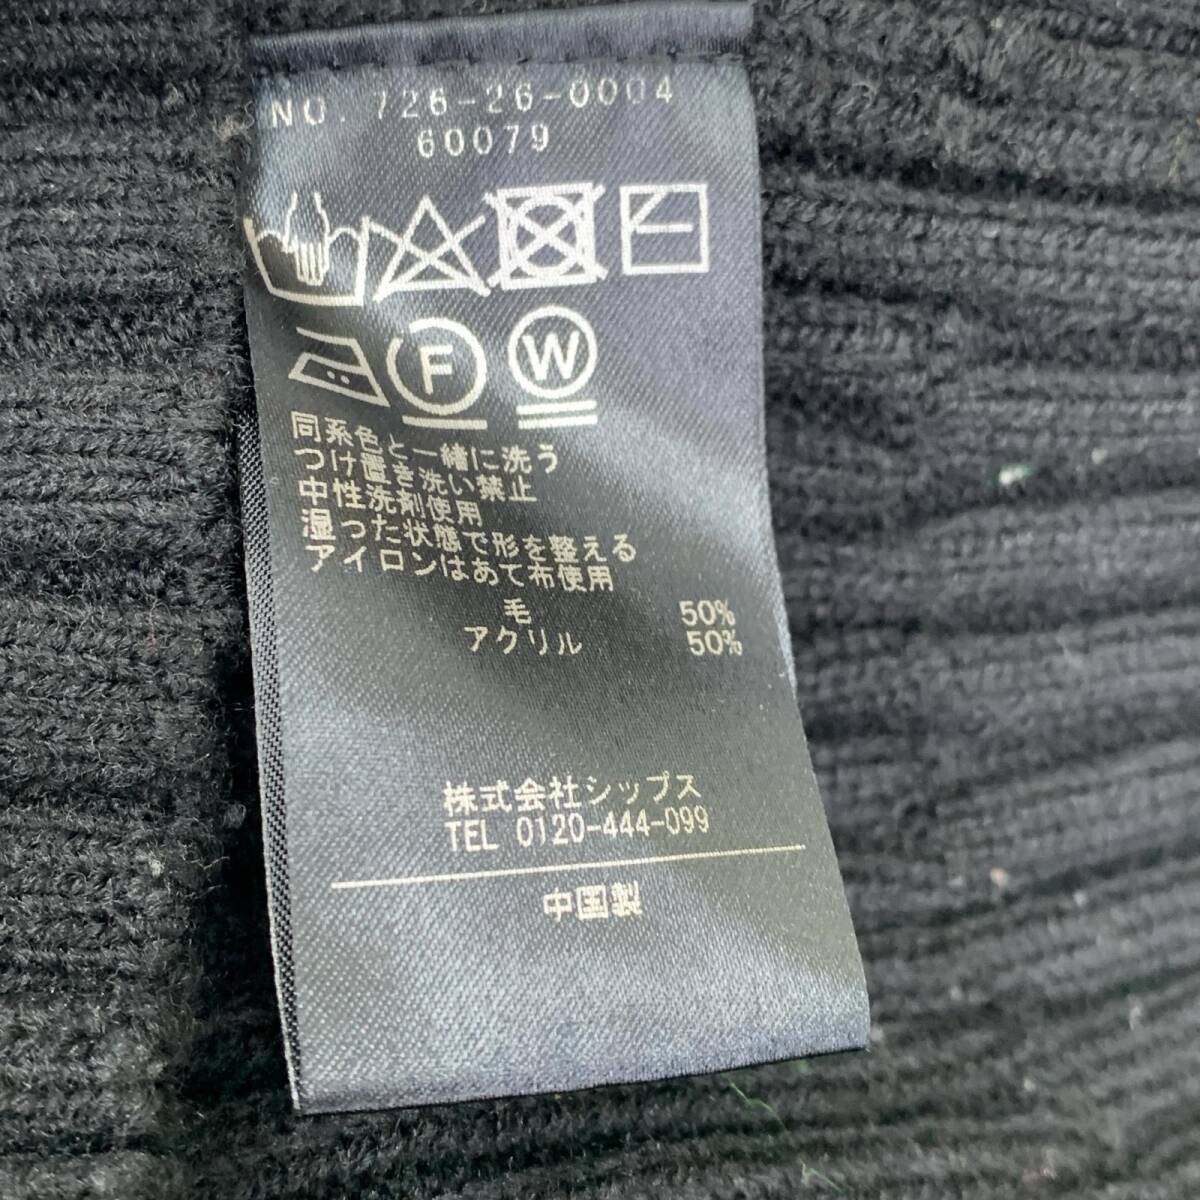 NO. 726-26-0004
60079
F W
同系色と一緒に洗う
つけ置き洗い禁止
中性洗剤使用
湿った状態で形を整える
アイロンはあて布使用
毛 50%
アクリル 50%
株式会社シップス
TEL 0120-444-099
中国製